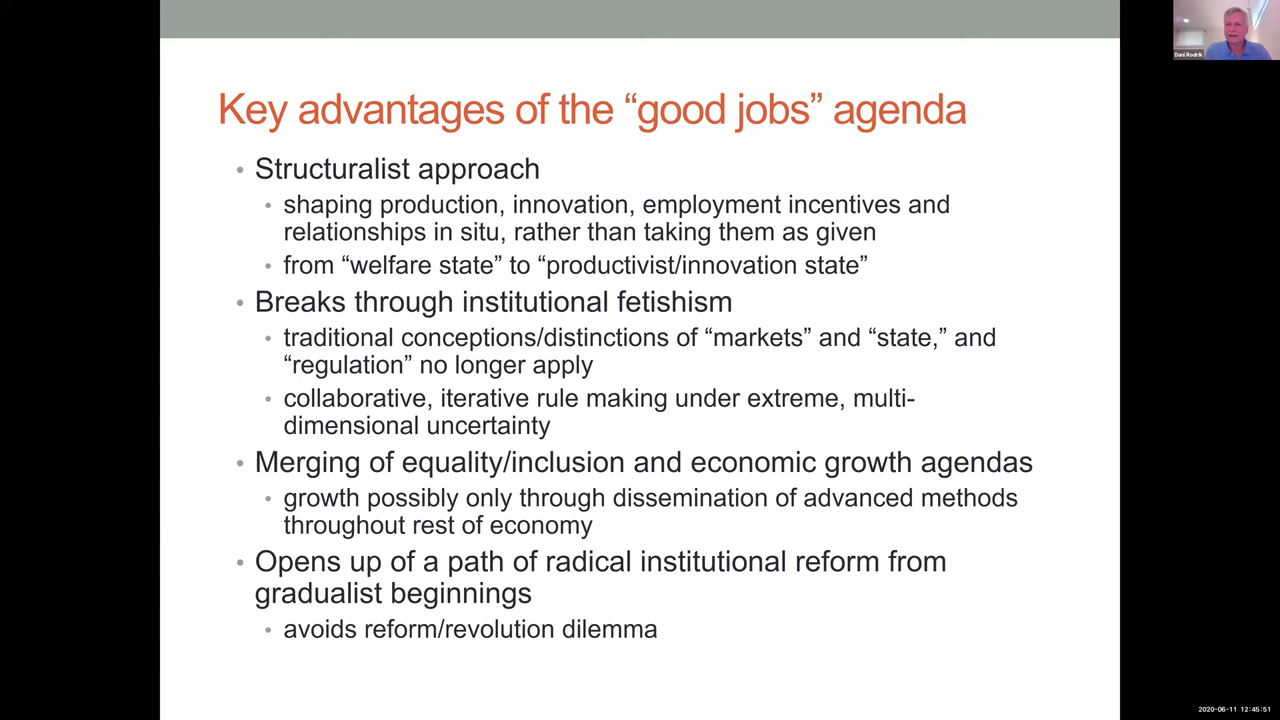 Dani Rodrik
Key advantages of the “good jobs” agenda
• Structuralist approach
• shaping production, innovation, employment incentives and
relationships in situ, rather than taking them as given
• from “welfare state” to “productivist/innovation state”
• Breaks through institutional fetishism
• traditional conceptions/distinctions of “markets” and “state,” and
“regulation” no longer apply
• collaborative, iterative rule making under extreme, multi-
dimensional uncertainty
• Merging of equality/inclusion and economic growth agendas
• growth possibly only through dissemination of advanced methods
throughout rest of economy
• Opens up of a path of radical institutional reform from
gradualist beginnings
• avoids reform/revolution dilemma
2020-06-11 12:45:51